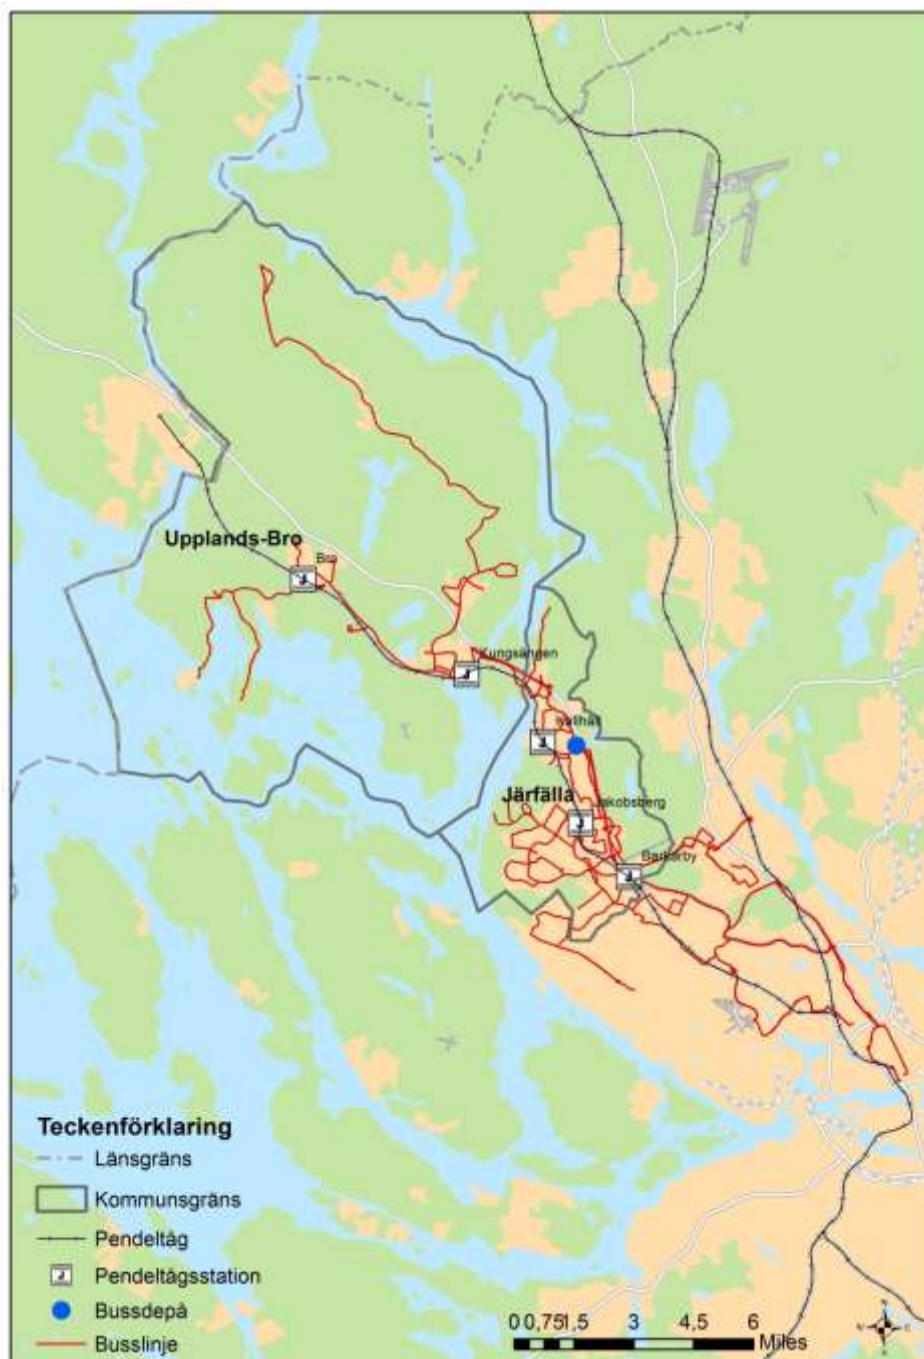 Upplands-Bro
Bro
Kungsängen
Kallhäll
Järfälla
Jakobsberg
Barkarby
Teckenförklaring
Länsgräns
Kommunsgräns
Pendeltåg
Pendeltågsstation
Bussdepå
Busslinje
0 0,75 1,5 3 4,5 6
Miles